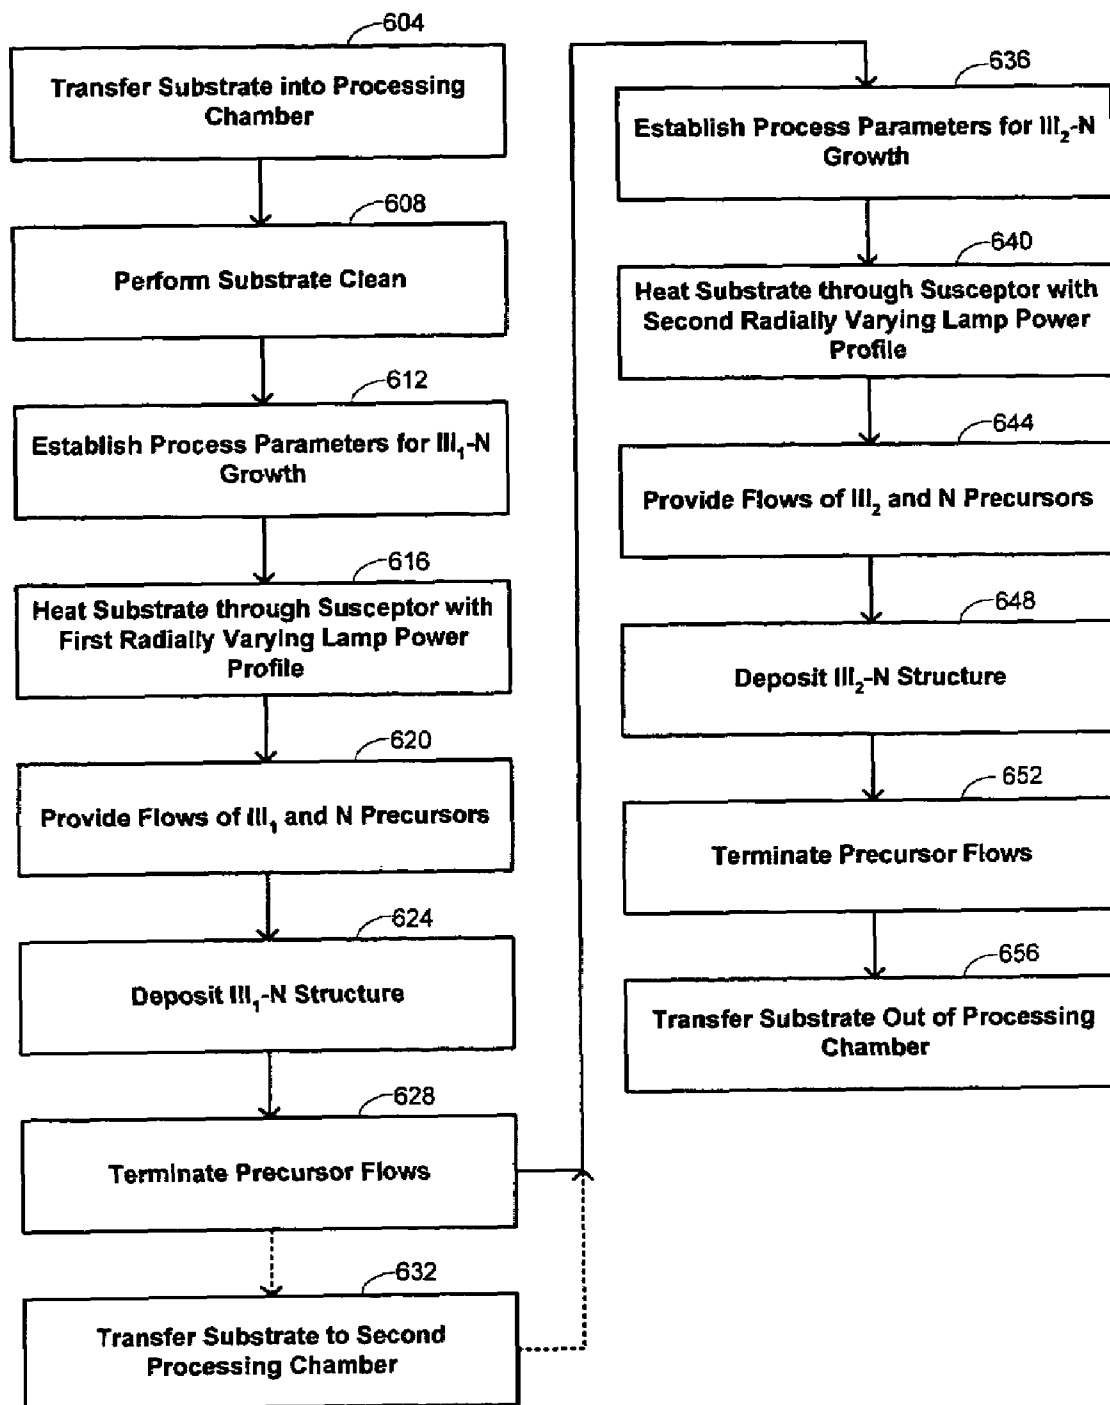 604
Transfer Substrate into Processing
Chamber
608
Perform Substrate Clean
612
Establish Process Parameters for III₁-N
Growth
616
Heat Substrate through Susceptor with
First Radially Varying Lamp Power
Profile
620
Provide Flows of III₁ and N Precursors
624
Deposit III₁-N Structure
628
Terminate Precursor Flows
632
Transfer Substrate to Second
Processing Chamber
636
Establish Process Parameters for III₂-N
Growth
640
Heat Substrate through Susceptor with
Second Radially Varying Lamp Power
Profile
644
Provide Flows of III₂ and N Precursors
648
Deposit III₂-N Structure
652
Terminate Precursor Flows
656
Transfer Substrate Out of Processing
Chamber